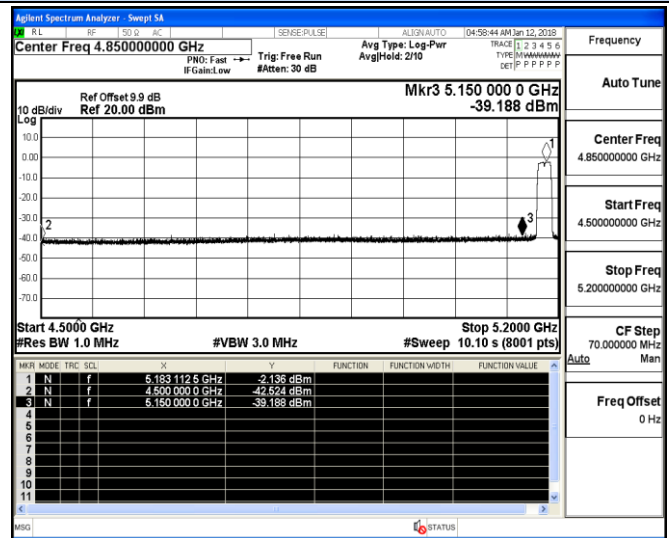 Agilent Spectrum Analyzer - Swept SA
RL RF 50 Ω AC SENSE:PULSE ALIGN AUTO 04:58:44 AM Jan 12, 2018
Center Freq 4.850000000 GHz Avg Type: Log-Pwr TRACE 1 2 3 4 5 6
PNO: Fast Trig: Free Run Avg|Hold: 2/10 TYPE MWWWWW
IFGain:Low #Atten: 30 dB DET P P P P P P
Mkr3 5.150 000 0 GHz
Ref Offset 9.9 dB
10 dB/div Ref 20.00 dBm -39.188 dBm
Log
10.0
1
0.00
-10.0
-20.0
-30.0
2 3
-40.0
-50.0
-60.0
-70.0
Start 4.5000 GHz Stop 5.2000 GHz
#Res BW 1.0 MHz #VBW 3.0 MHz #Sweep 10.10 s (8001 pts)
MKR MODE TRC SCL X Y FUNCTION FUNCTION WIDTH FUNCTION VALUE
1 N f 5.183 112 5 GHz -2.136 dBm
2 N f 4.500 000 0 GHz -42.524 dBm
3 N f 5.150 000 0 GHz -39.188 dBm
4
5
6
7
8
9
10
11
MSG STATUS
Frequency
Auto Tune
Center Freq
4.850000000 GHz
Start Freq
4.500000000 GHz
Stop Freq
5.200000000 GHz
CF Step
70.000000 MHz
Auto Man
Freq Offset
0 Hz